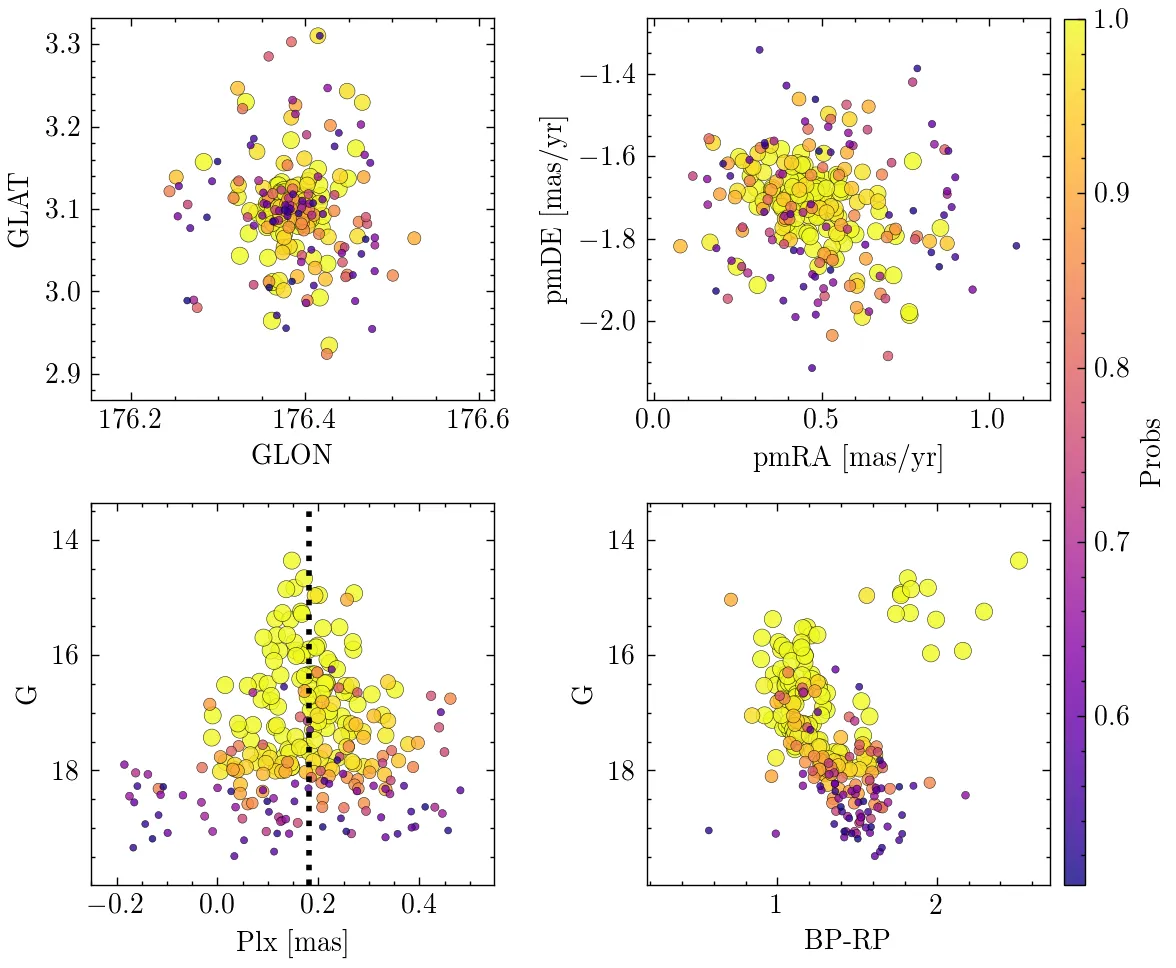 3.3
3.2
3.1
3.0
2.9
GLAT
176.2 176.4 176.6
GLON
−1.4
−1.6
−1.8
−2.0
pmDE [mas/yr]
0.0 0.5 1.0
pmRA [mas/yr]
14
16
18
G
−0.2 0.0 0.2 0.4
Plx [mas]
14
16
18
G
1 2
BP-RP
1.0
0.9
0.8
0.7
0.6
Probs